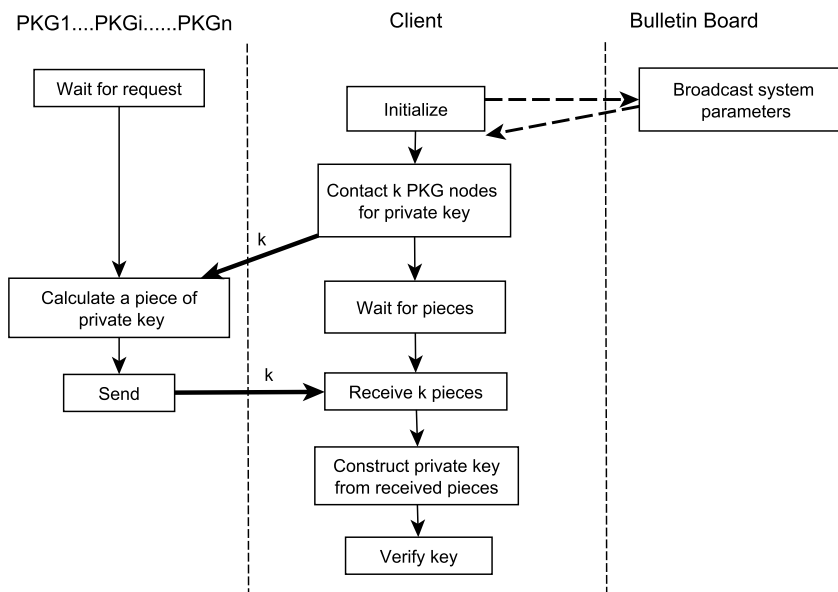 PKG1....PKGi......PKGn
Client
Bulletin Board
Wait for request
Initialize
Broadcast system
parameters
Contact k PKG nodes
for private key
k
Calculate a piece of
private key
Wait for pieces
Send
k
Receive k pieces
Construct private key
from received pieces
Verify key